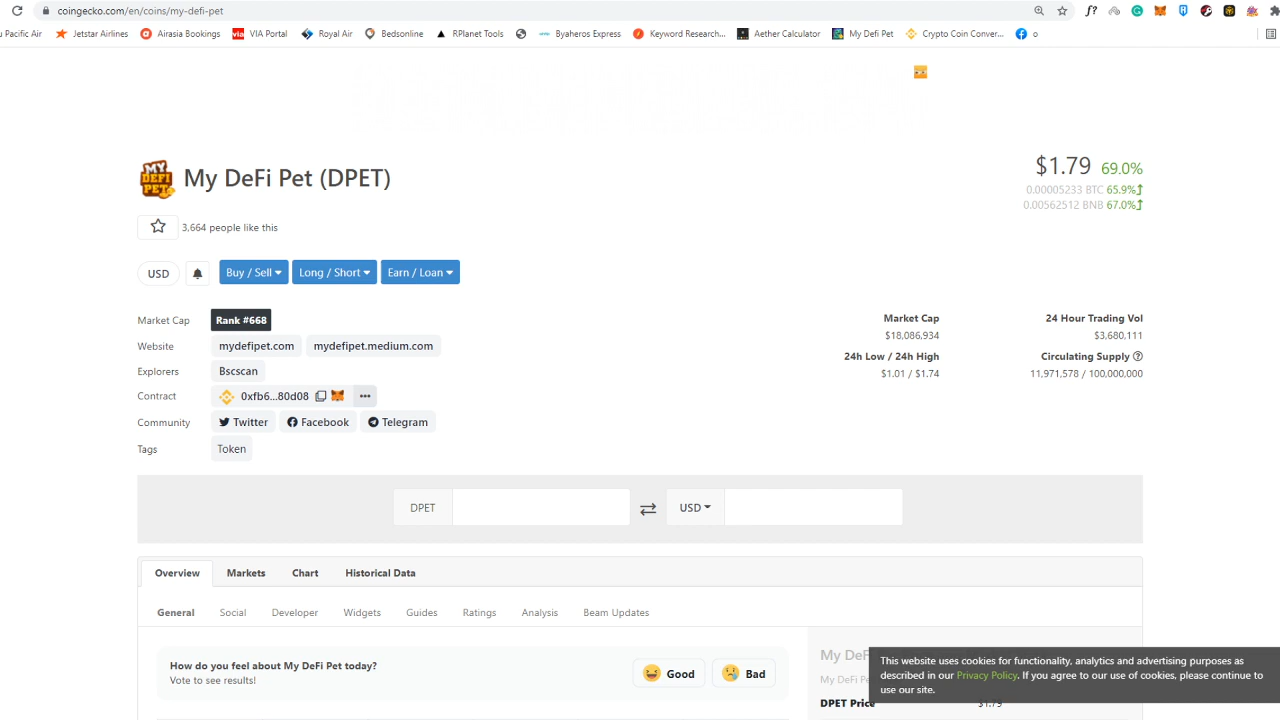 coingecko.com/en/coins/my-defi-pet
Pacific Air Jetstar Airlines Airasia Bookings VIA Portal Royal Air Bedsonline RPlanet Tools Byaheros Express Keyword Research... Aether Calculator My Defi Pet Crypto Coin Conver... o
MY DEFI PET
My DeFi Pet (DPET)
$1.79 69.0%
0.00005233 BTC 65.9%
0.00562512 BNB 67.0%
3,664 people like this
USD Buy / Sell Long / Short Earn / Loan
Market Cap Rank #668
Website mydefipet.com mydefipet.medium.com
Explorers Bscscan
Contract 0xfb6...80d08 •••
Community Twitter Facebook Telegram
Tags Token
Market Cap 24 Hour Trading Vol
$18,086,934 $3,680,111
24h Low / 24h High Circulating Supply
$1.01 / $1.74 11,971,578 / 100,000,000
DPET USD
Overview Markets Chart Historical Data
General Social Developer Widgets Guides Ratings Analysis Beam Updates
How do you feel about My DeFi Pet today?
Vote to see results!
Good Bad
My DeF
My DeFi Pe
DPET Price $1.79
This website uses cookies for functionality, analytics and advertising purposes as
described in our Privacy Policy. If you agree to our use of cookies, please continue to
use our site.